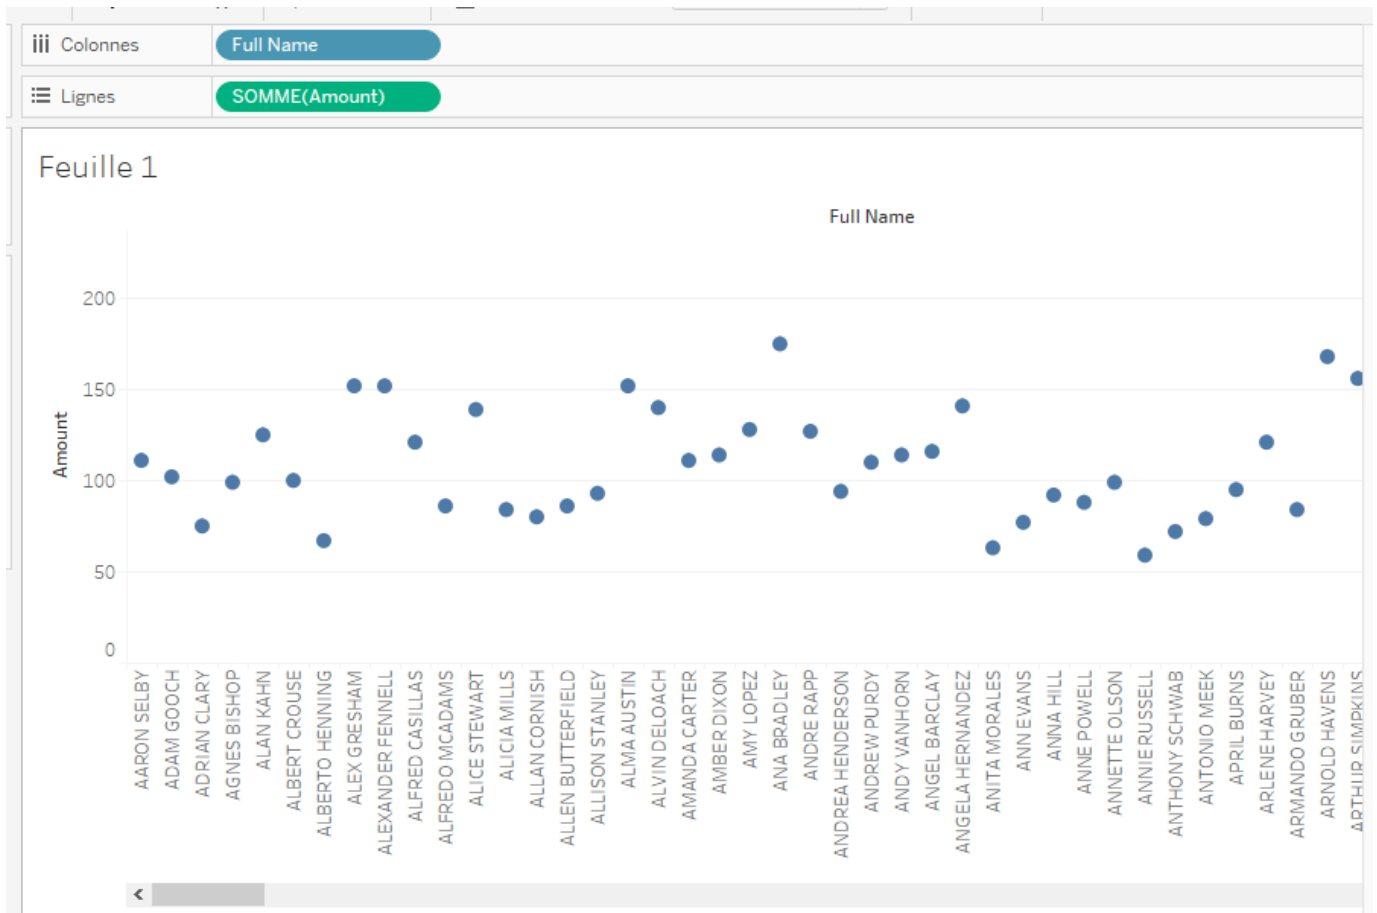 Colonnes
Full Name
Lignes
SOMME(Amount)
Feuille 1
Full Name
Amount
200
150
100
50
0
AARON SELBY
ADAM GOOCH
ADRIAN CLARY
AGNES BISHOP
ALAN KAHN
ALBERT CROUSE
ALBERTO HENNING
ALEX GRESHAM
ALEXANDER FENNELL
ALFRED CASILLAS
ALFREDO MCADAMS
ALICE STEWART
ALICIA MILLS
ALLAN CORNISH
ALLEN BUTTERFIELD
ALLISON STANLEY
ALMA AUSTIN
ALVIN DELOACH
AMANDA CARTER
AMBER DIXON
AMY LOPEZ
ANA BRADLEY
ANDRE RAPP
ANDREA HENDERSON
ANDREW PURDY
ANDY VANHORN
ANGEL BARCLAY
ANGELA HERNANDEZ
ANITA MORALES
ANN EVANS
ANNA HILL
ANNE POWELL
ANNETTE OLSON
ANNIE RUSSELL
ANTHONY SCHWAB
ANTONIO MEEK
APRIL BURNS
ARLENE HARVEY
ARMANDO GRUBER
ARNOLD HAVENS
ARTHUR SIMPKINS